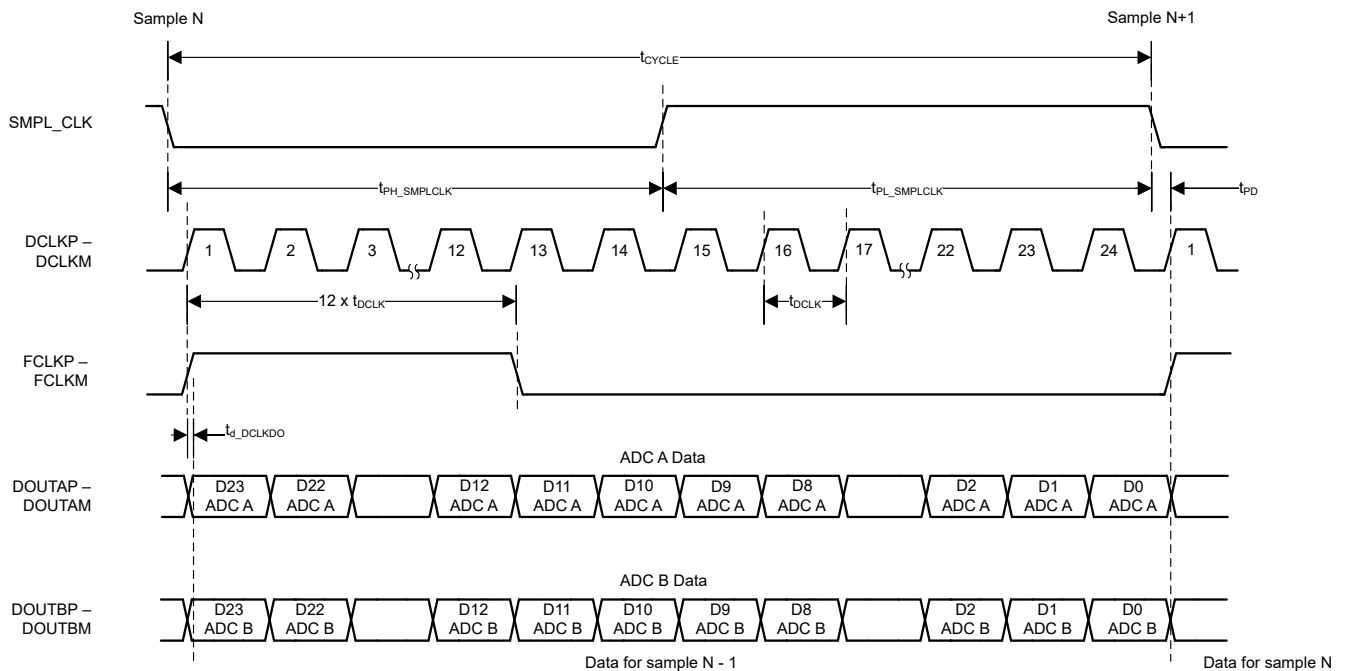 Sample N
Sample N+1
tCYCLE
SMPL_CLK
tPH_SMPLCLK
tPL_SMPLCLK
tPD
DCLKP –
DCLKM
1
2
3
12
13
14
15
16
17
22
23
24
1
12 x tDCLK
tDCLK
FCLKP –
FCLKM
td_DCLKDO
ADC A Data
DOUTAP –
DOUTAM
D23
ADC A
D22
ADC A
D12
ADC A
D11
ADC A
D10
ADC A
D9
ADC A
D8
ADC A
D2
ADC A
D1
ADC A
D0
ADC A
ADC B Data
DOUTBP –
DOUTBM
D23
ADC B
D22
ADC B
D12
ADC B
D11
ADC B
D10
ADC B
D9
ADC B
D8
ADC B
D2
ADC B
D1
ADC B
D0
ADC B
Data for sample N - 1
Data for sample N